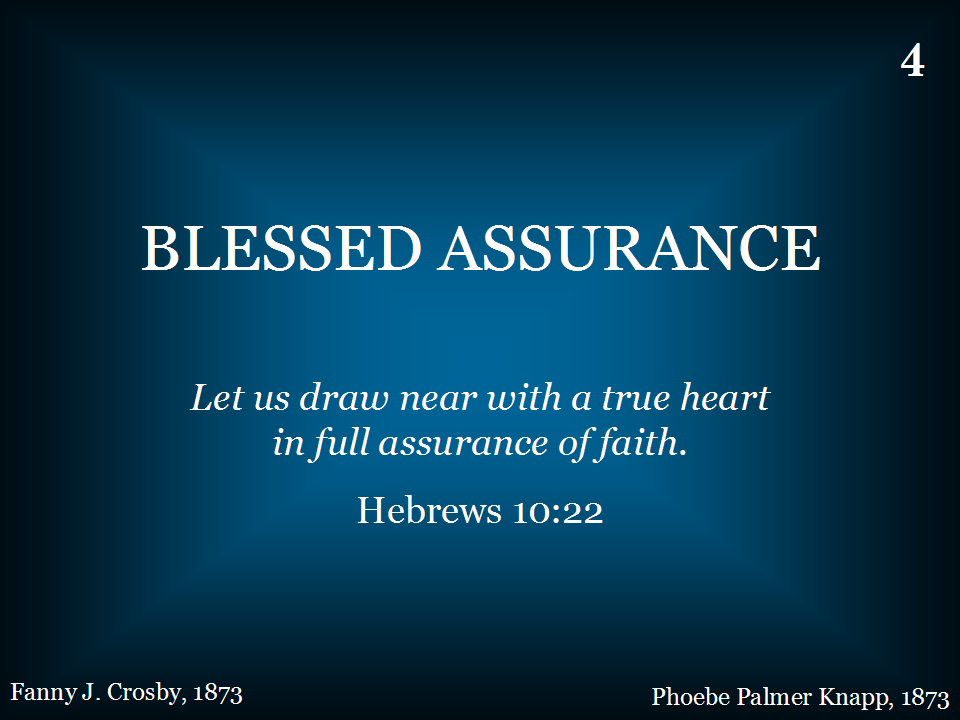 4
BLESSED ASSURANCE
Let us draw near with a true heart
in full assurance of faith.
Hebrews 10:22
Fanny J. Crosby, 1873
Phoebe Palmer Knapp, 1873